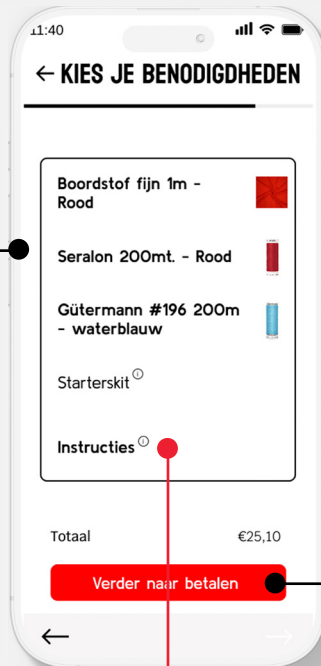 11:40
KIES JE BENODIGDHEDEN
Boordstof fijn 1m -
Rood
Seralon 200mt. - Rood
Gütermann #196 200m
- waterblauw
Starterskit
Instructies
Totaal €25,10
Verder naar betalen